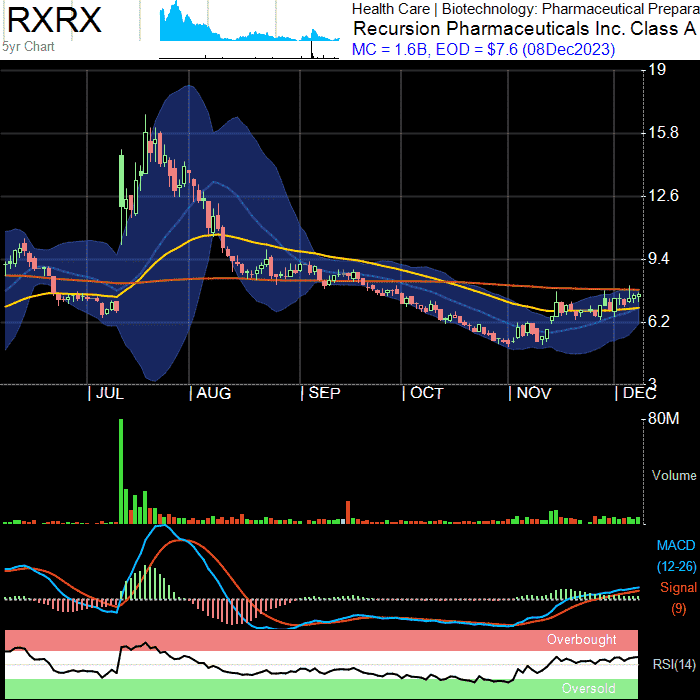 RXRX
5yr Chart
Health Care | Biotechnology: Pharmaceutical Prepara
Recursion Pharmaceuticals Inc. Class A
MC = 1.6B, EOD = $7.6 (08Dec2023)
19
15.8
12.6
9.4
6.2
3
| JUL | AUG | SEP | OCT | NOV | DEC
80M
Volume
MACD
(12-26)
Signal
(9)
Overbought
RSI(14)
Oversold